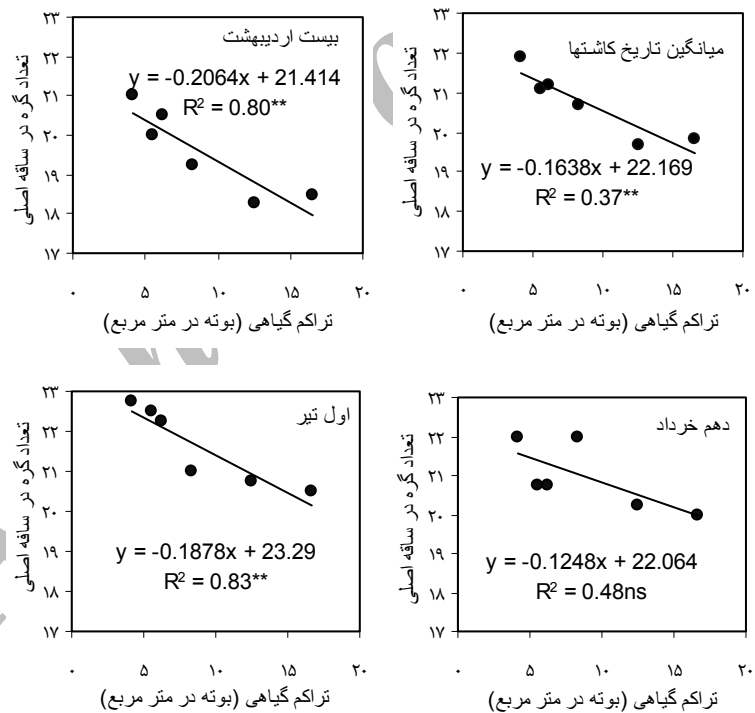 بیست اردیبهشت
y = -0.2064x + 21.414
R² = 0.80**
۲۳
۲۲
۲۱
۲۰
۱۹
۱۸
۱۷
۰ ۵ ۱۰ ۱۵ ۲۰
تعداد گره در ساقه اصلی
تراکم گیاهی (بوته در متر مربع)
میانگین تاریخ کاشتها
y = -0.1638x + 22.169
R² = 0.37**
۲۳
۲۲
۲۱
۲۰
۱۹
۱۸
۱۷
۰ ۵ ۱۰ ۱۵ ۲۰
تعداد گره در ساقه اصلی
تراکم گیاهی (بوته در متر مربع)
اول تیر
y = -0.1878x + 23.29
R² = 0.83**
۲۳
۲۲
۲۱
۲۰
۱۹
۱۸
۱۷
۰ ۵ ۱۰ ۱۵ ۲۰
تعداد گره در ساقه اصلی
تراکم گیاهی (بوته در متر مربع)
دهم خرداد
y = -0.1248x + 22.064
R² = 0.48ns
۲۳
۲۲
۲۱
۲۰
۱۹
۱۸
۱۷
۰ ۵ ۱۰ ۱۵ ۲۰
تعداد گره در ساقه اصلی
تراکم گیاهی (بوته در متر مربع)